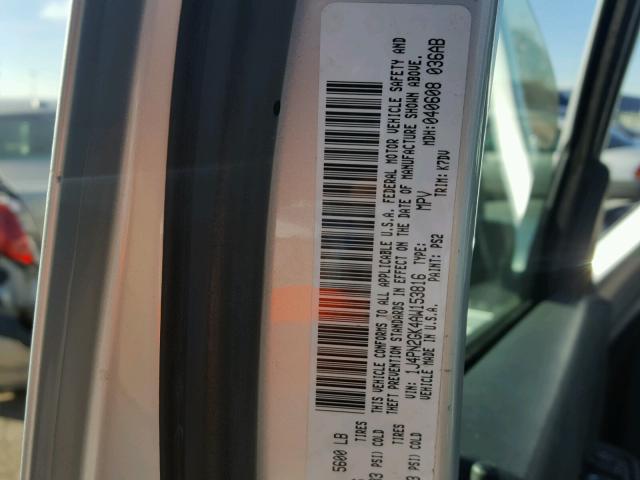 5600 LB
TIRES
PSI) COLD
TIRES
PSI) COLD
THIS VEHICLE CONFORMS TO ALL APPLICABLE U.S.A. FEDERAL MOTOR VEHICLE SAFETY AND
THEFT PREVENTION STANDARDS IN EFFECT ON THE DATE OF MANUFACTURE SHOWN ABOVE.
VIN: 1J4PN2GK4AW153816 TYPE: MPV MDH: 040608 036AB
VEHICLE MADE IN U.S.A. PAINT: PS2 TRIM: K7DV